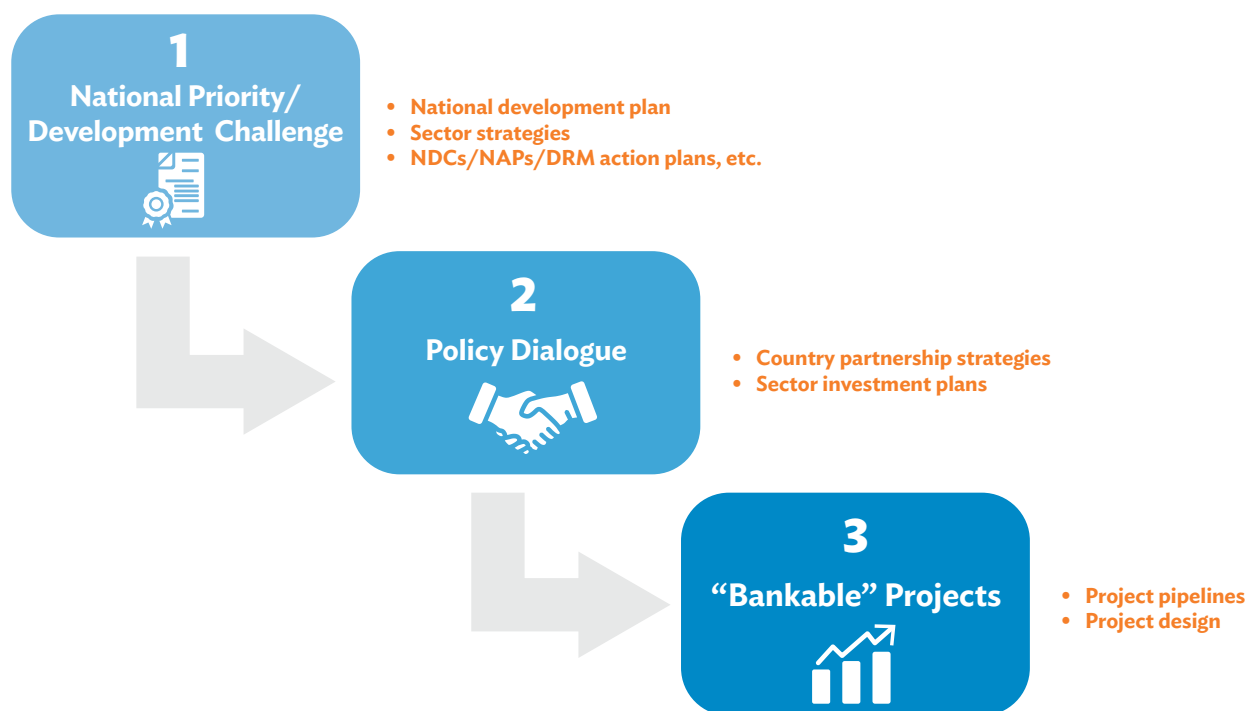 1
National Priority/
Development Challenge
• National development plan
• Sector strategies
• NDCs/NAPs/DRM action plans, etc.
2
Policy Dialogue
• Country partnership strategies
• Sector investment plans
3
“Bankable” Projects
• Project pipelines
• Project design